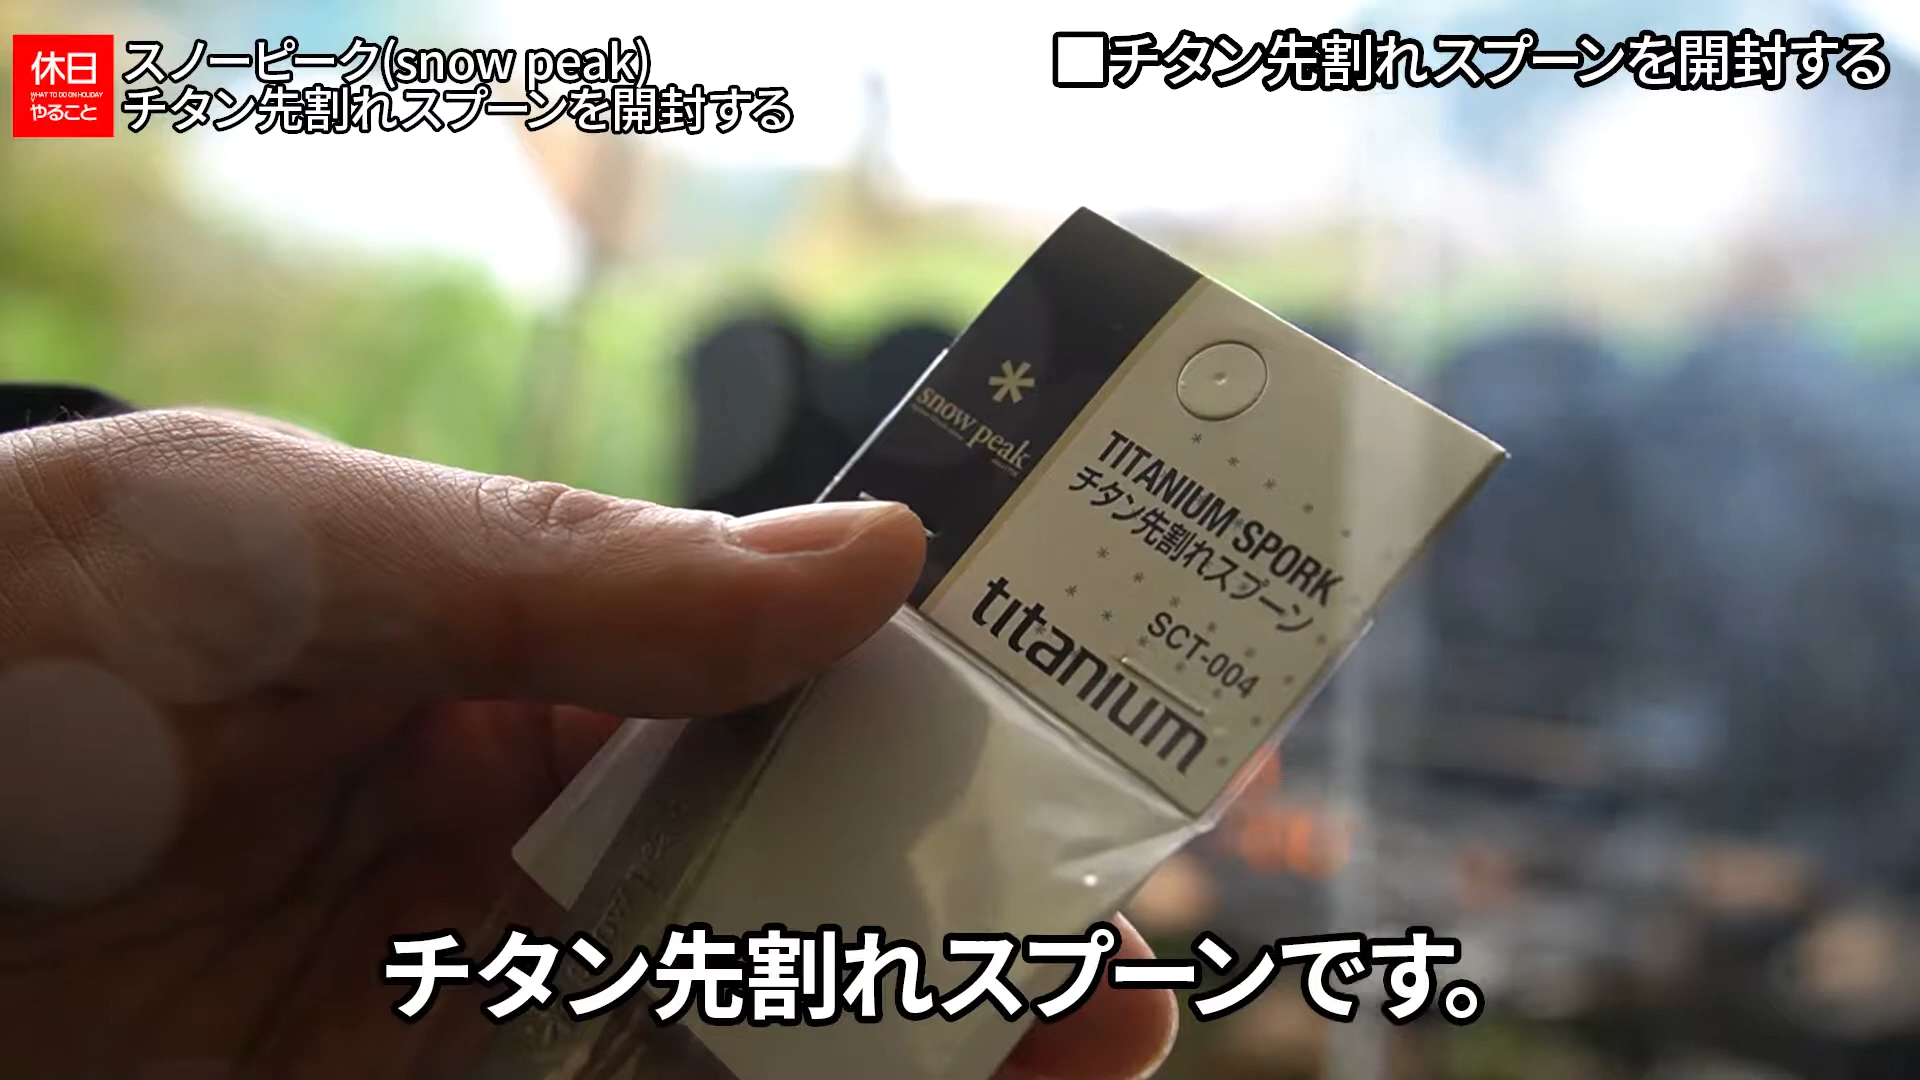 休日
WHAT TO DO ON HOLIDAY
やること
スノーピーク(snow peak)
チタン先割れスプーンを開封する
■チタン先割れスプーンを開封する
snow peak
TITANIUM SPORK
チタン先割れスプーン
SCT-004
titanium
チタン先割れスプーンです。